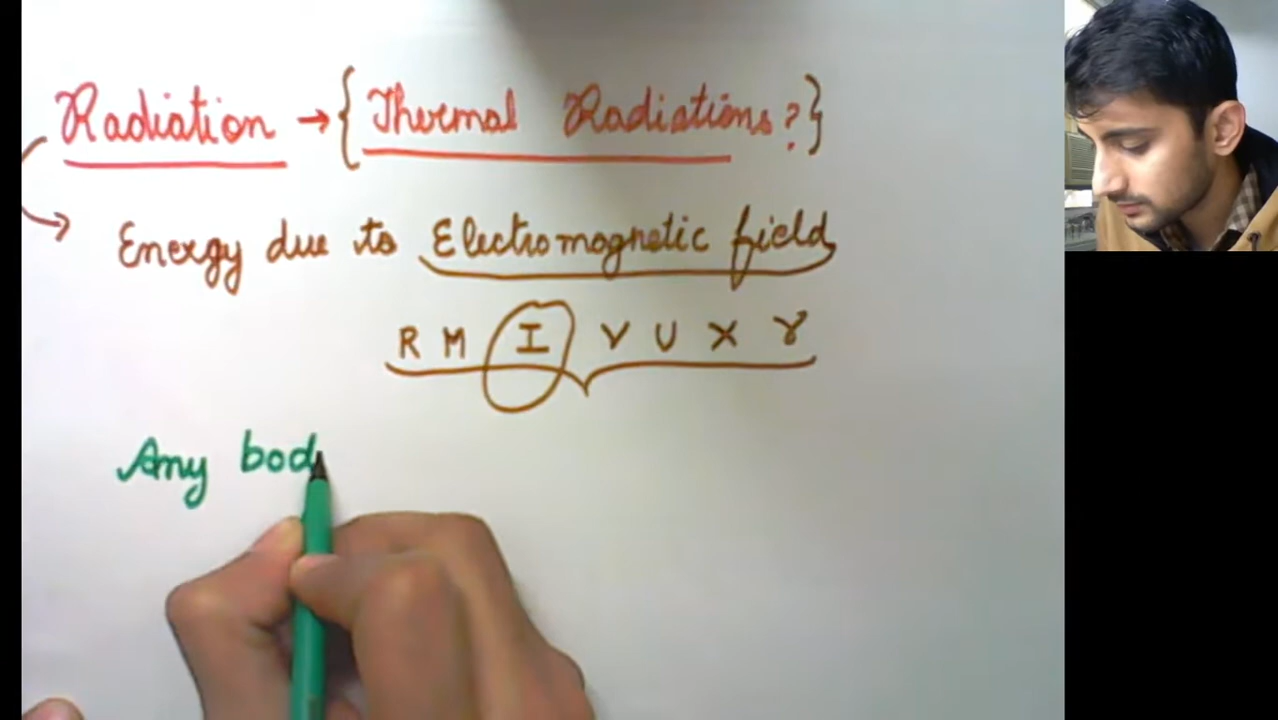 Radiation → {Thermal Radiations?}
Energy due to Electromagnetic field
R M I V U X γ
Any bod